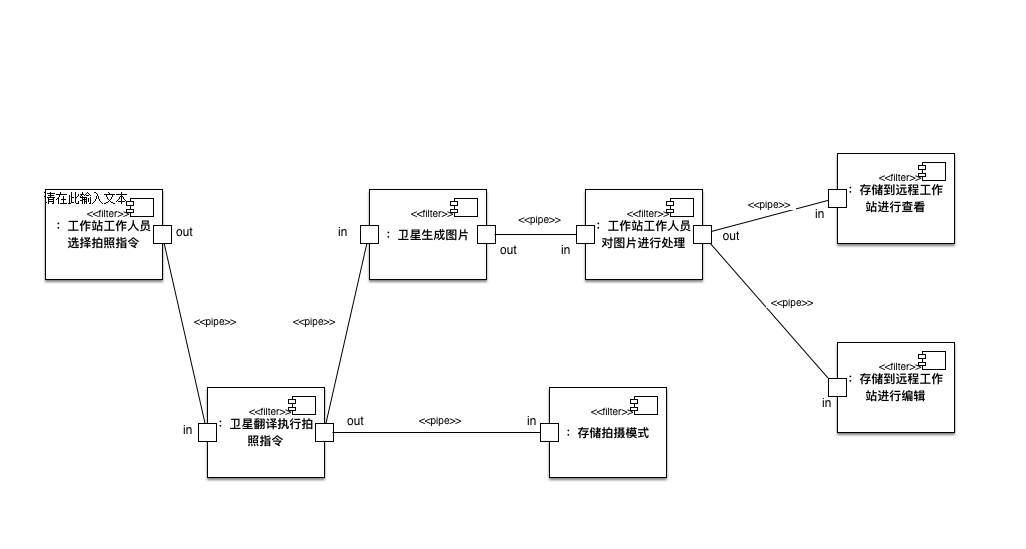 请在此输入文本
<<filter>>
： 工作站工作人员
选择拍照指令
out
<<pipe>>
in
<<filter>>
： 卫星翻译执行拍
照指令
out
<<pipe>>
in
<<filter>>
： 卫星生成图片
out
<<pipe>>
in
<<filter>>
： 工作站工作人员
对图片进行处理
out
<<pipe>>
in
<<filter>>
： 存储到远程工作
站进行查看
<<pipe>>
in
<<filter>>
： 存储到远程工作
站进行编辑
<<pipe>>
in
<<filter>>
： 存储拍摄模式